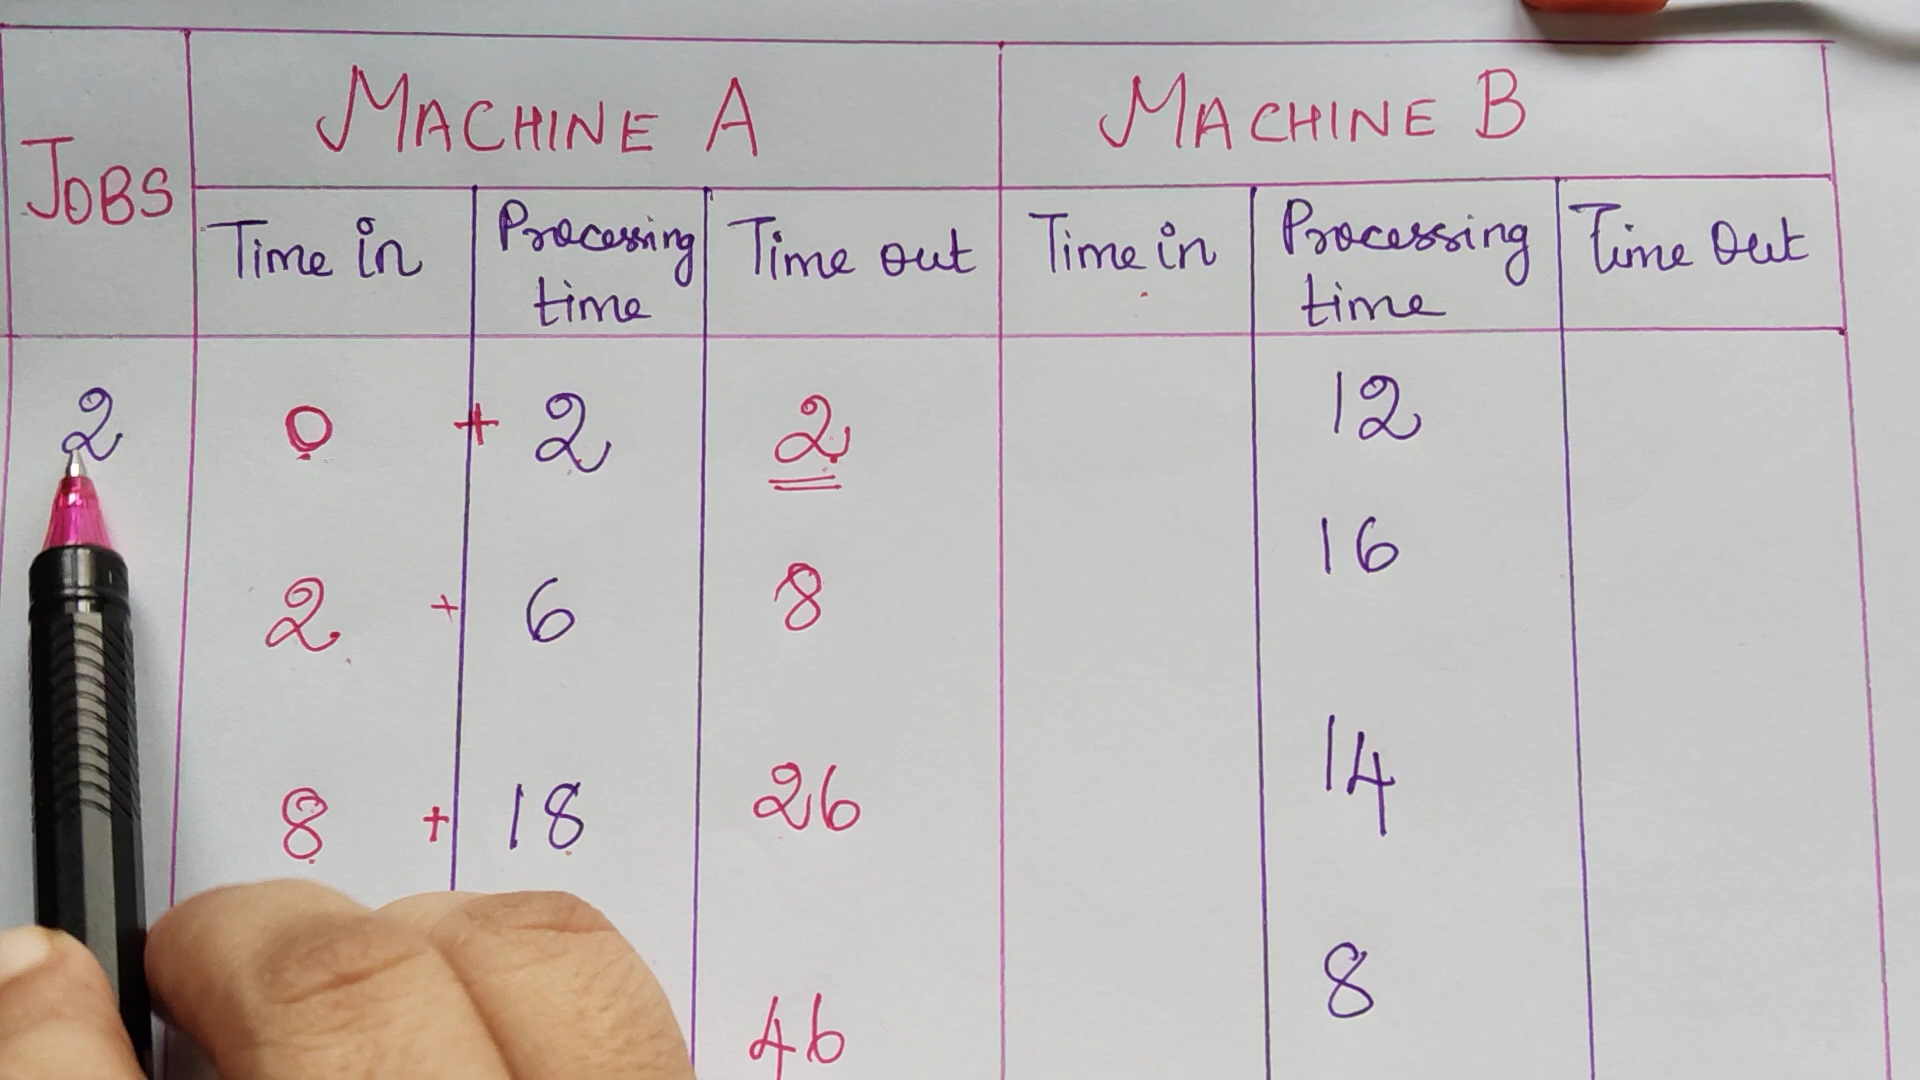 JOBS MACHINE A MACHINE B
Time in Processing time Time out Time in Processing time Time Out
2 0 + 2 2 12
2 + 6 8 16
8 + 18 26 14
46 8